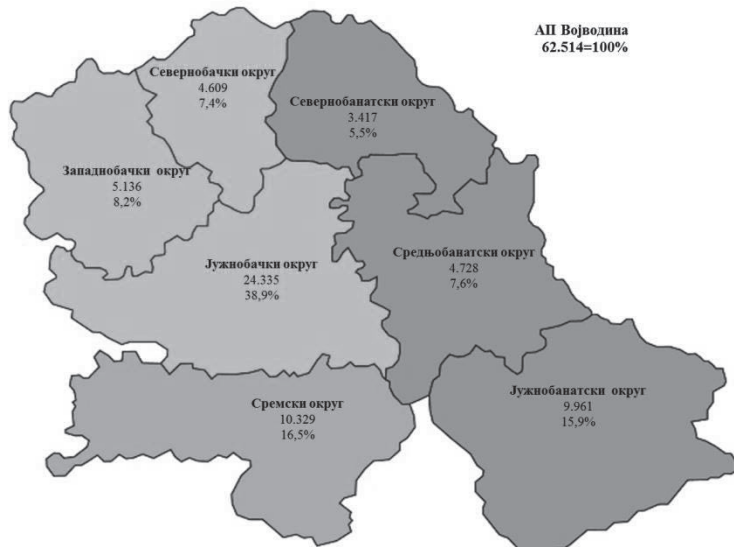 АП Војводина
62.514=100%
Севернобачки округ
4.609
7,4%
Севернобанатски округ
3.417
5,5%
Западнобачки округ
5.136
8,2%
Јужнобачки округ
24.335
38,9%
Средњобанатски округ
4.728
7,6%
Сремски округ
10.329
16,5%
Јужнобанатски округ
9.961
15,9%